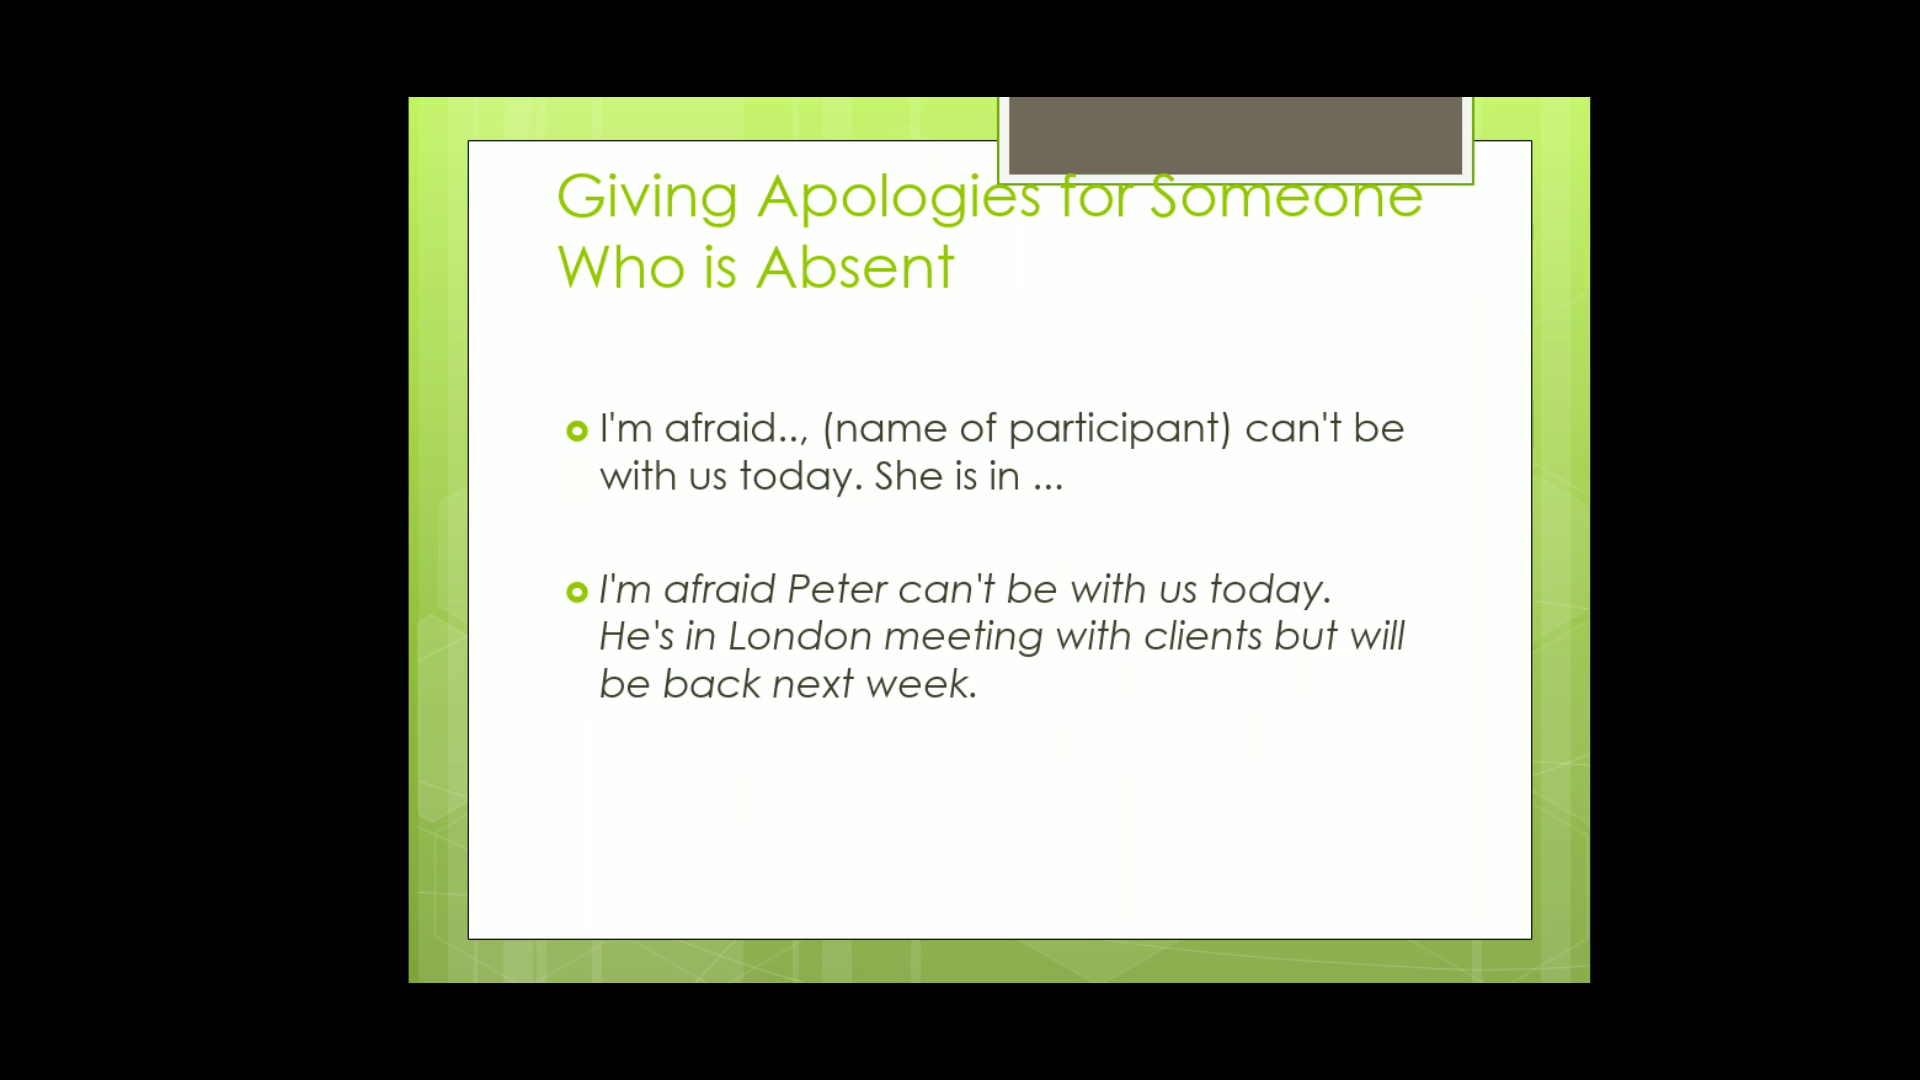 Giving Apologies for Someone
Who is Absent
I'm afraid.., (name of participant) can't be
with us today. She is in ...
I'm afraid Peter can't be with us today.
He's in London meeting with clients but will
be back next week.